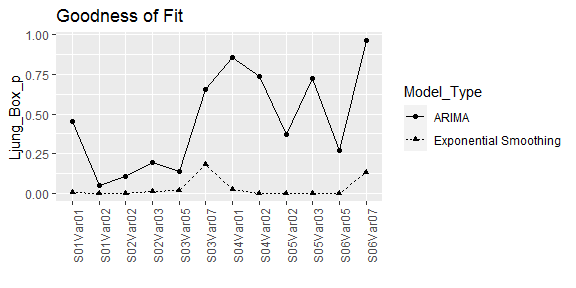 Goodness of Fit
Ljung_Box_p
1.00
0.75
0.50
0.25
0.00
S01Var01
S01Var02
S02Var02
S02Var03
S03Var05
S03Var07
S04Var01
S04Var02
S05Var02
S05Var03
S06Var05
S06Var07
Model_Type
ARIMA
Exponential Smoothing